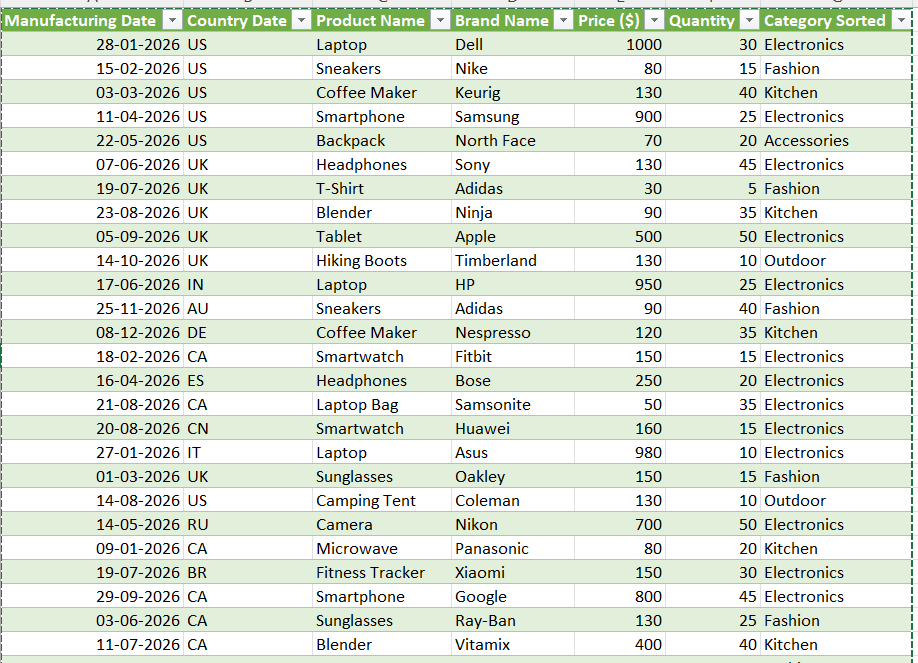 Manufacturing Date Country Date Product Name Brand Name Price ($) Quantity Category Sorted
28-01-2026 US Laptop Dell 1000 30 Electronics
15-02-2026 US Sneakers Nike 80 15 Fashion
03-03-2026 US Coffee Maker Keurig 130 40 Kitchen
11-04-2026 US Smartphone Samsung 900 25 Electronics
22-05-2026 US Backpack North Face 70 20 Accessories
07-06-2026 UK Headphones Sony 130 45 Electronics
19-07-2026 UK T-Shirt Adidas 30 5 Fashion
23-08-2026 UK Blender Ninja 90 35 Kitchen
05-09-2026 UK Tablet Apple 500 50 Electronics
14-10-2026 UK Hiking Boots Timberland 130 10 Outdoor
17-06-2026 IN Laptop HP 950 25 Electronics
25-11-2026 AU Sneakers Adidas 90 40 Fashion
08-12-2026 DE Coffee Maker Nespresso 120 35 Kitchen
18-02-2026 CA Smartwatch Fitbit 150 15 Electronics
16-04-2026 ES Headphones Bose 250 20 Electronics
21-08-2026 CA Laptop Bag Samsonite 50 35 Electronics
20-08-2026 CN Smartwatch Huawei 160 15 Electronics
27-01-2026 IT Laptop Asus 980 10 Electronics
01-03-2026 UK Sunglasses Oakley 150 15 Fashion
14-08-2026 US Camping Tent Coleman 130 10 Outdoor
14-05-2026 RU Camera Nikon 700 50 Electronics
09-01-2026 CA Microwave Panasonic 80 20 Kitchen
19-07-2026 BR Fitness Tracker Xiaomi 150 30 Electronics
29-09-2026 CA Smartphone Google 800 45 Electronics
03-06-2026 CA Sunglasses Ray-Ban 130 25 Fashion
11-07-2026 CA Blender Vitamix 400 40 Kitchen